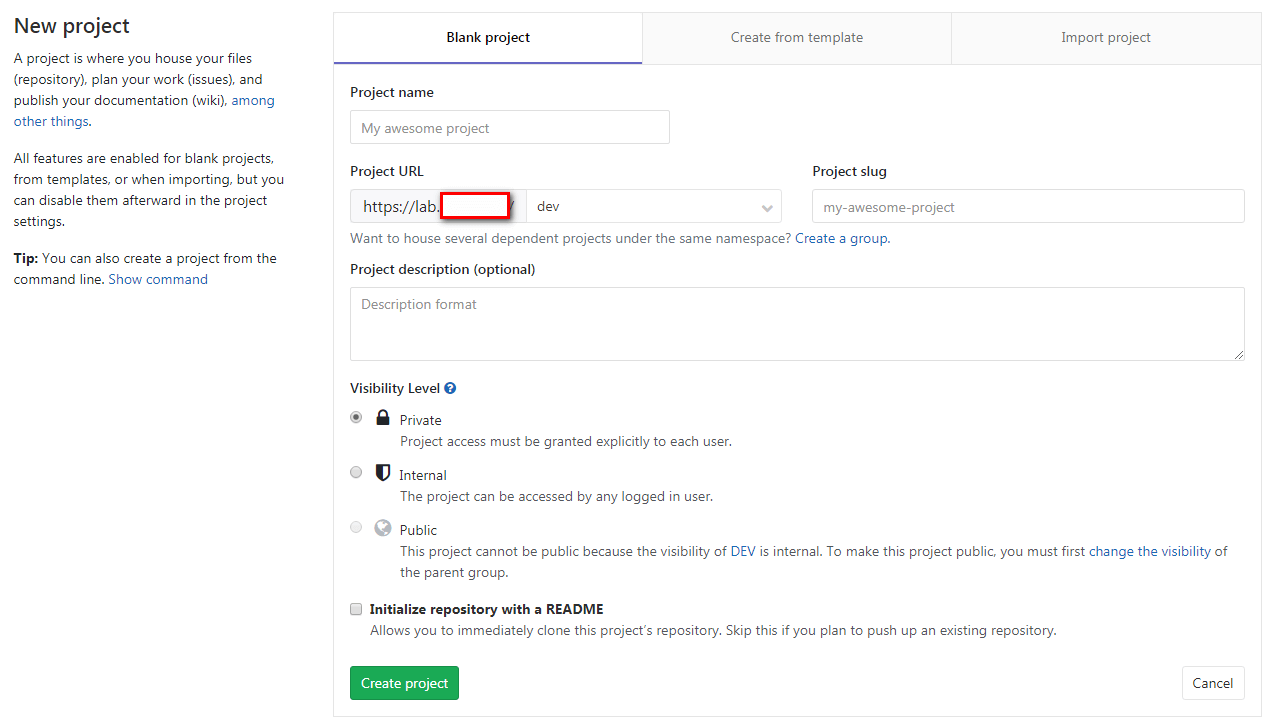 New project
A project is where you house your files
(repository), plan your work (issues), and
publish your documentation (wiki), among
other things.
All features are enabled for blank projects,
from templates, or when importing, but you
can disable them afterward in the project
settings.
Tip: You can also create a project from the
command line. Show command
Blank project
Create from template
Import project
Project name
My awesome project
Project URL
https://lab. /
dev
Project slug
my-awesome-project
Want to house several dependent projects under the same namespace? Create a group.
Project description (optional)
Description format
Visibility Level ?
Private
Project access must be granted explicitly to each user.
Internal
The project can be accessed by any logged in user.
Public
This project cannot be public because the visibility of DEV is internal. To make this project public, you must first change the visibility of
the parent group.
Initialize repository with a README
Allows you to immediately clone this project’s repository. Skip this if you plan to push up an existing repository.
Create project
Cancel